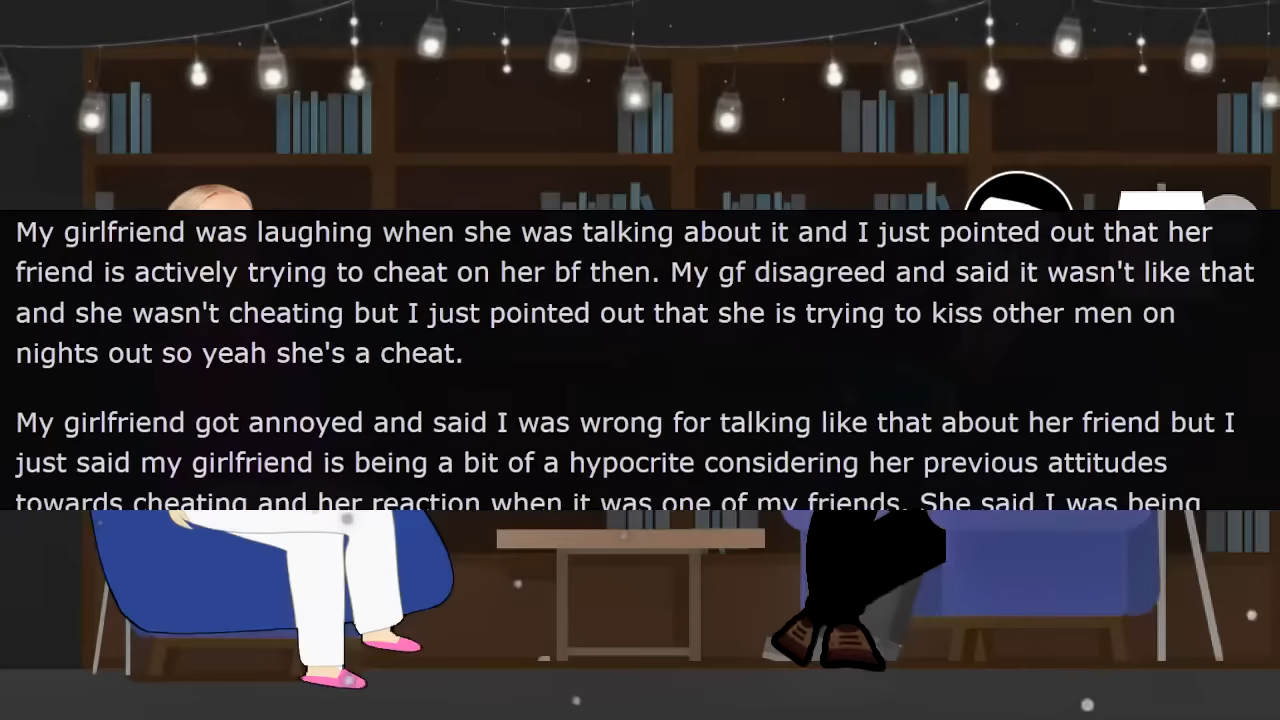 My girlfriend was laughing when she was talking about it and I just pointed out that her
friend is actively trying to cheat on her bf then. My gf disagreed and said it wasn't like that
and she wasn't cheating but I just pointed out that she is trying to kiss other men on
nights out so yeah she's a cheat.
My girlfriend got annoyed and said I was wrong for talking like that about her friend but I
just said my girlfriend is being a bit of a hypocrite considering her previous attitudes
towards cheating and her reaction when it was one of my friends. She said I was being